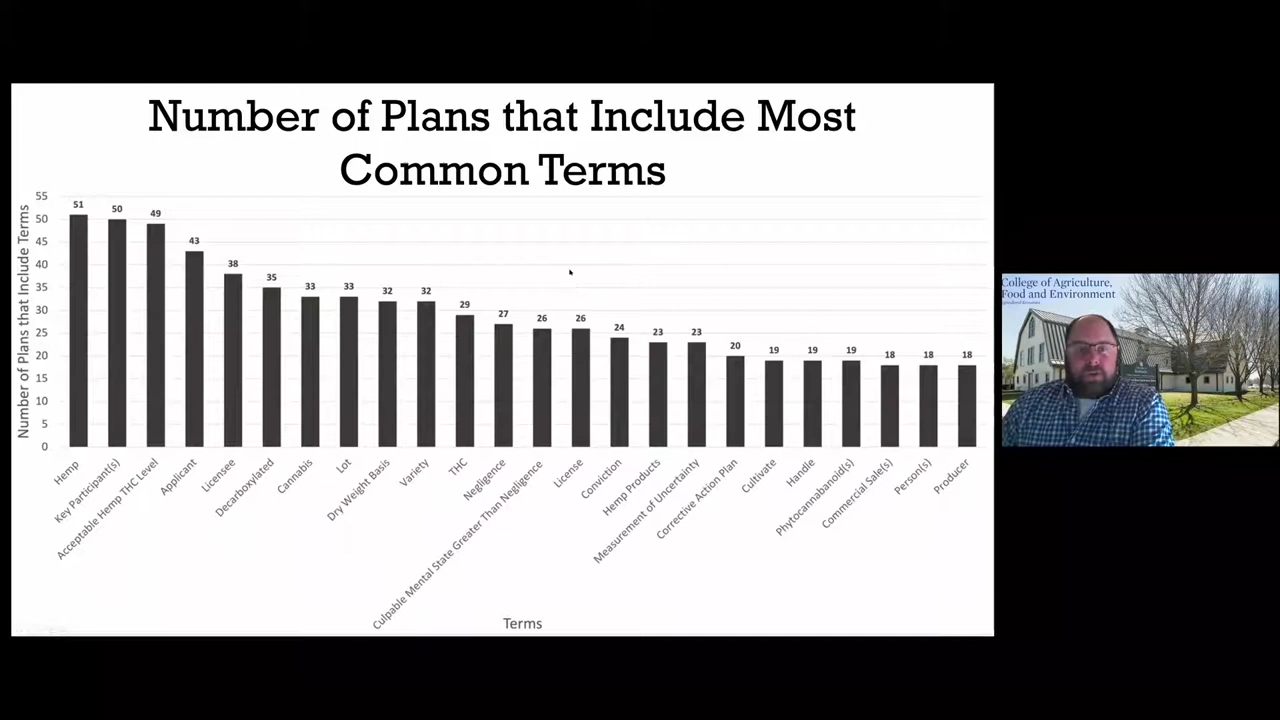 Number of Plans that Include Most
Common Terms
Number of Plans that Include Terms
55
50
45
40
35
30
25
20
15
10
5
0
51
50
49
43
38
35
33
33
32
32
29
27
26
26
24
23
23
20
19
19
19
18
18
18
Hemp
Key Participant(s)
Acceptable Hemp THC Level
Applicant
Licensee
Decarboxylated
Cannabis
Lot
Dry Weight Basis
Variety
THC
Negligence
Culpable Mental State Greater Than Negligence
License
Conviction
Hemp Products
Measurement of Uncertainty
Corrective Action Plan
Cultivate
Handle
Phytocannabanoid(s)
Commercial Sale(s)
Person(s)
Producer
Terms
College of Agriculture,
Food and Environment